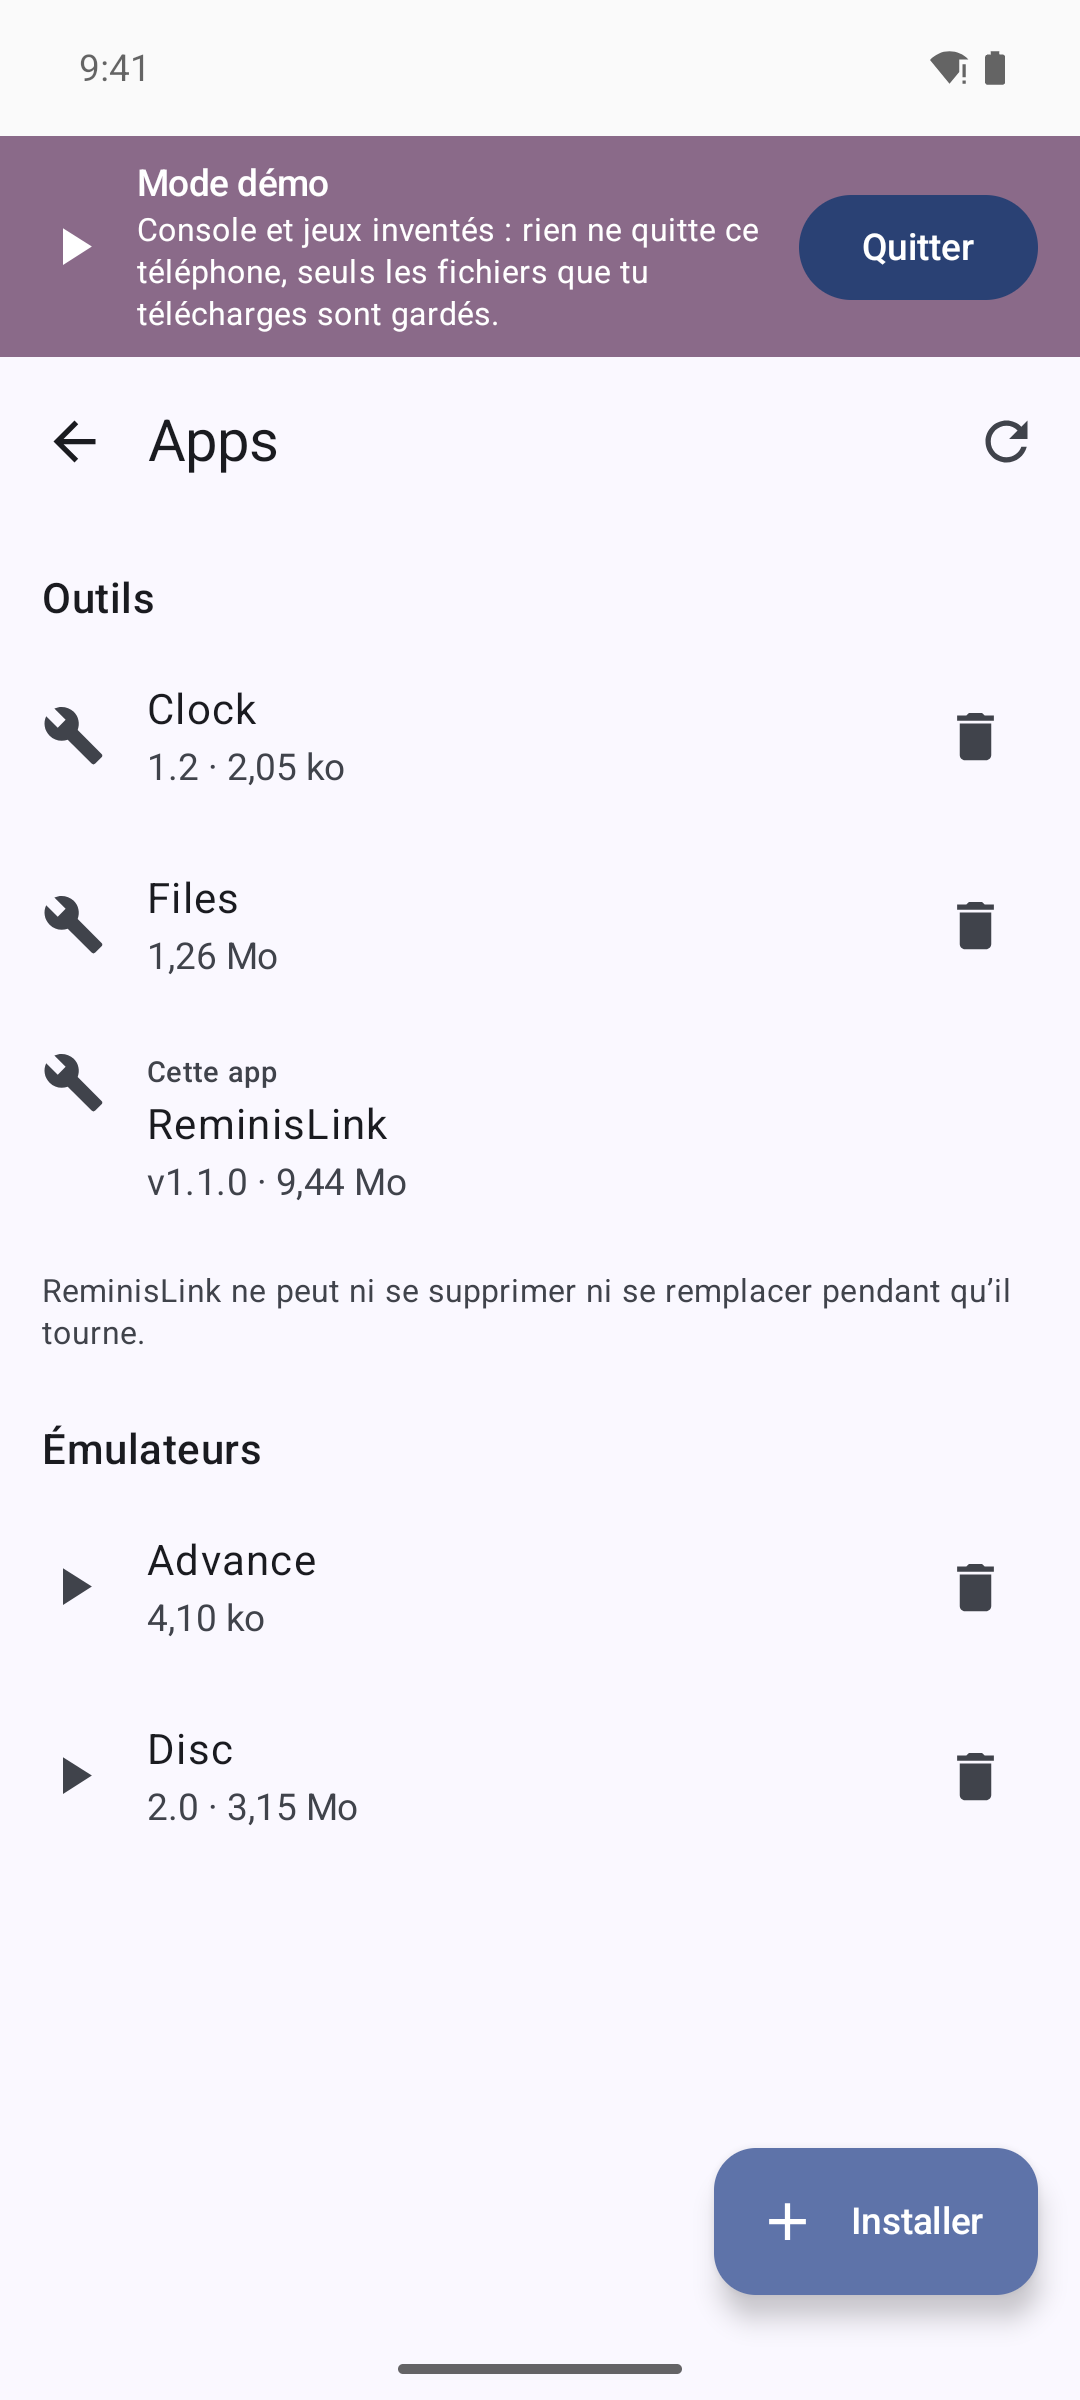 9:41
Mode démo
Console et jeux inventés : rien ne quitte ce
téléphone, seuls les fichiers que tu
télécharges sont gardés.
Quitter
Apps
Outils
Clock
1.2 · 2,05 ko
Files
1,26 Mo
Cette app
ReminisLink
v1.1.0 · 9,44 Mo
ReminisLink ne peut ni se supprimer ni se remplacer pendant qu’il
tourne.
Émulateurs
Advance
4,10 ko
Disc
2.0 · 3,15 Mo
Installer